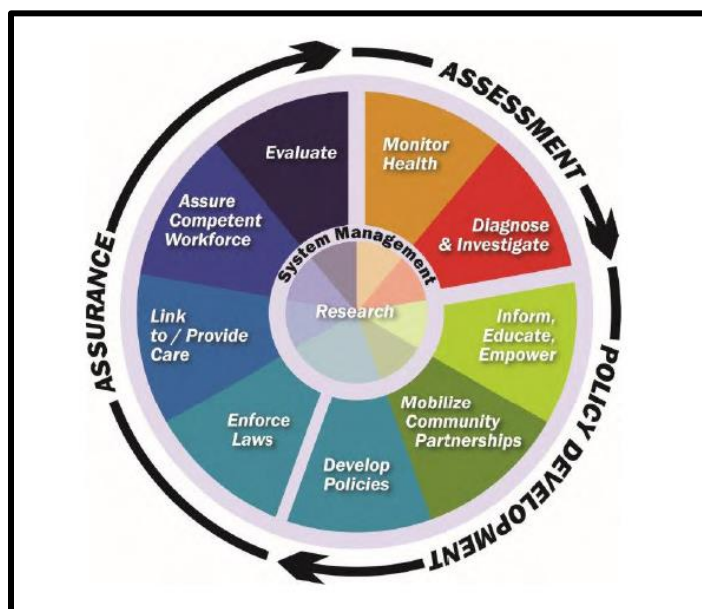 ASSESSMENT
Monitor
Health
Diagnose
& Investigate
POLICY DEVELOPMENT
Inform,
Educate,
Empower
Mobilize
Community
Partnerships
Develop
Policies
ASSURANCE
Enforce
Laws
Link
to / Provide
Care
Assure
Competent
Workforce
Evaluate
System Management
Research